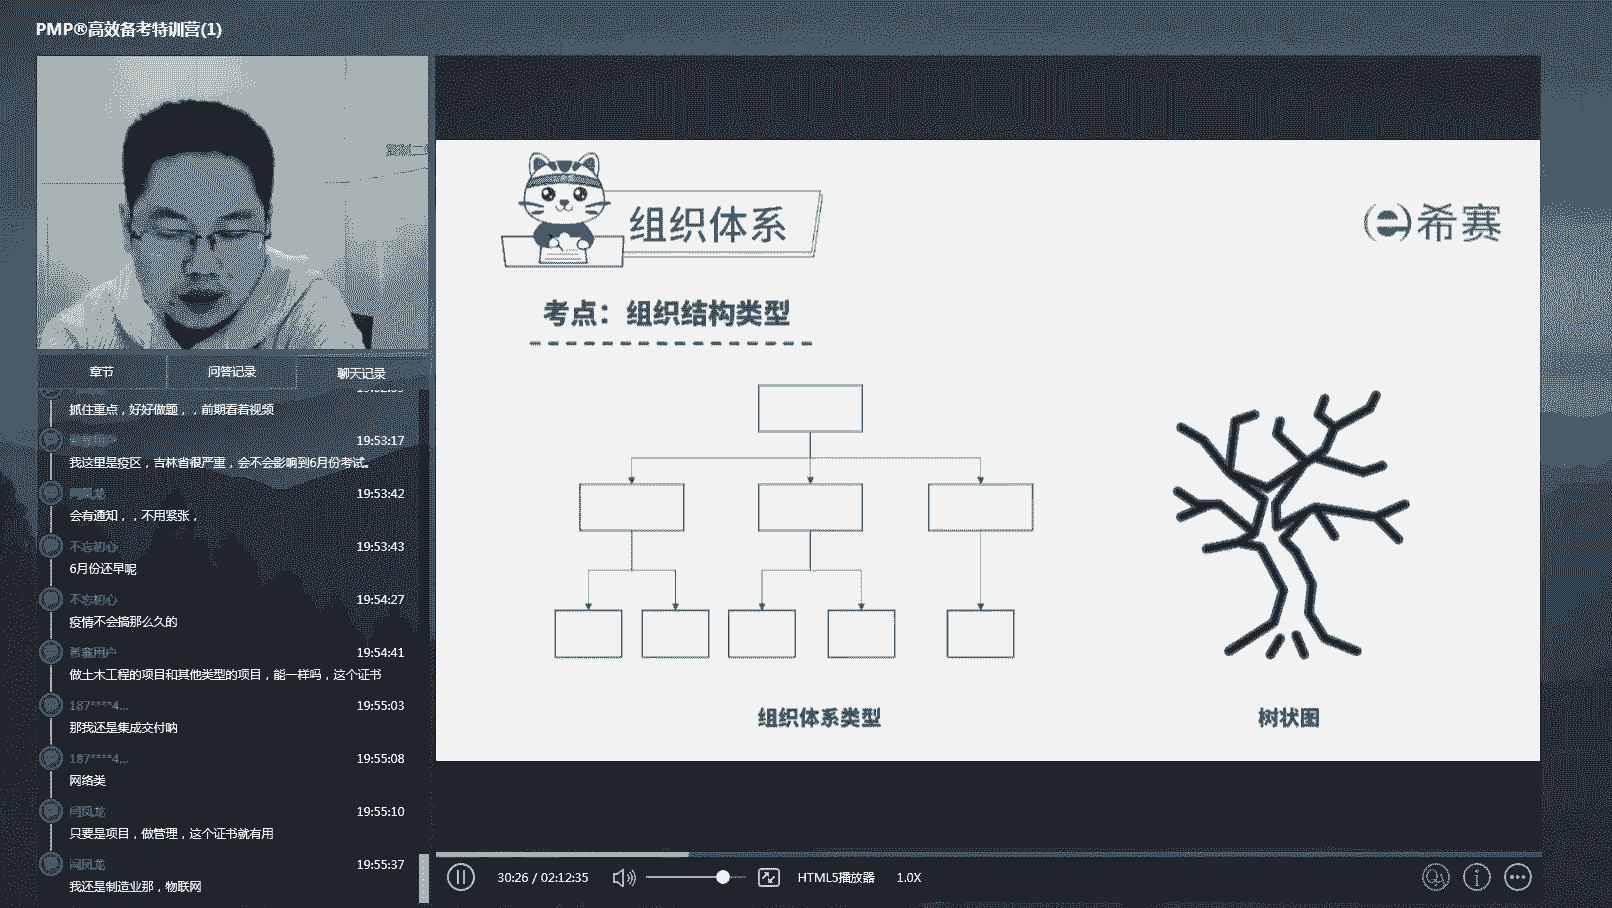 PMP®高效备考特训营(1)
章节
问答记录
聊天记录
抓住重点，好好做题，，前期看着视频
19:53:17
我这里是疫区，吉林省很严重，会不会影响到6月份考试。
19:53:42
会有通知，，不用紧张，
不忘初心
19:53:43
6月份还早呢
不忘初心
19:54:27
疫情不会搞那么久的
希赛用户
19:54:41
做土木工程的项目和其他类型的项目，能一样吗，这个证书
187****4...
19:55:03
那我还是集成交付呐
187****4...
19:55:08
网络类
闫凤龙
19:55:10
只要是项目，做管理，这个证书就有用
闫凤龙
19:55:37
我还是制造业那，物联网
组织体系
希赛
考点：组织结构类型
组织体系类型
树状图
30:26 / 02:12:35
HTML5播放器
1.0X